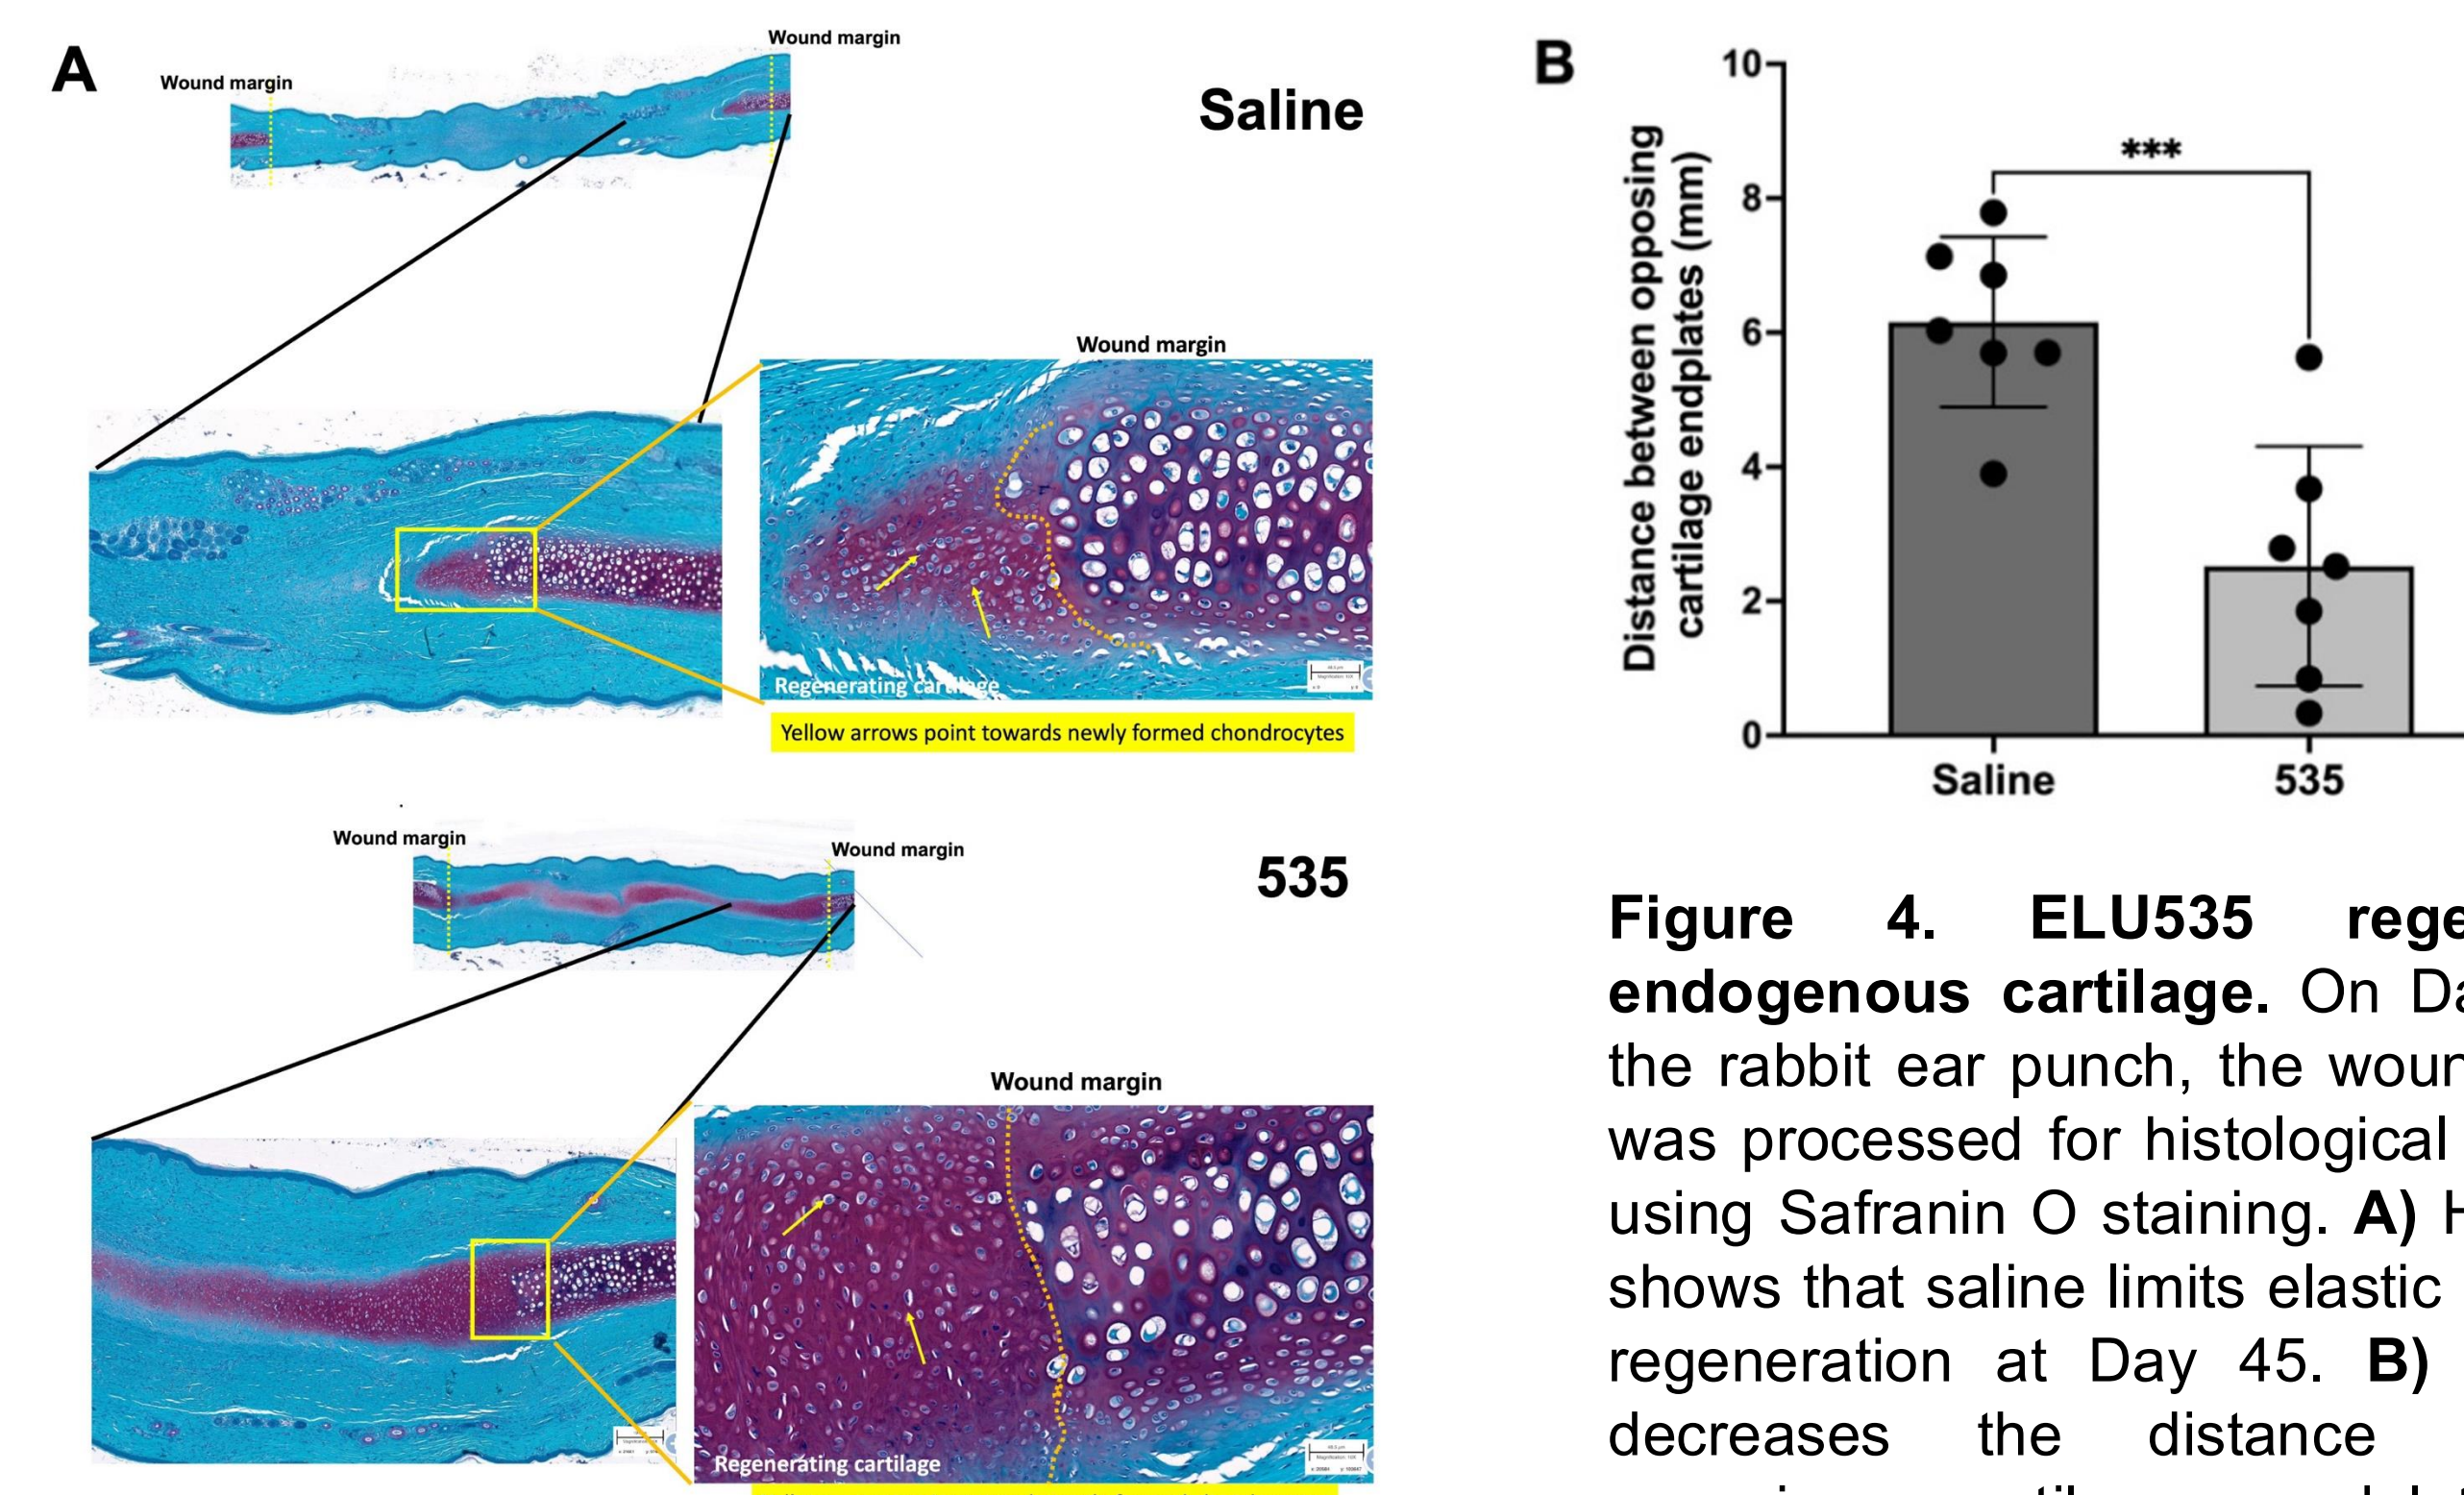 A
Wound margin
Wound margin
Saline
Wound margin
Regenerating cartilage
Yellow arrows point towards newly formed chondrocytes
Wound margin
Wound margin
535
Wound margin
Regenerating cartilage
B
Distance between opposing
cartilage endplates (mm)
10
8
6
4
2
0
***
Saline
535
Figure 4. ELU535 rege
endogenous cartilage. On Da
the rabbit ear punch, the woun
was processed for histological
using Safranin O staining. A) H
shows that saline limits elastic
regeneration at Day 45. B)
decreases the distance